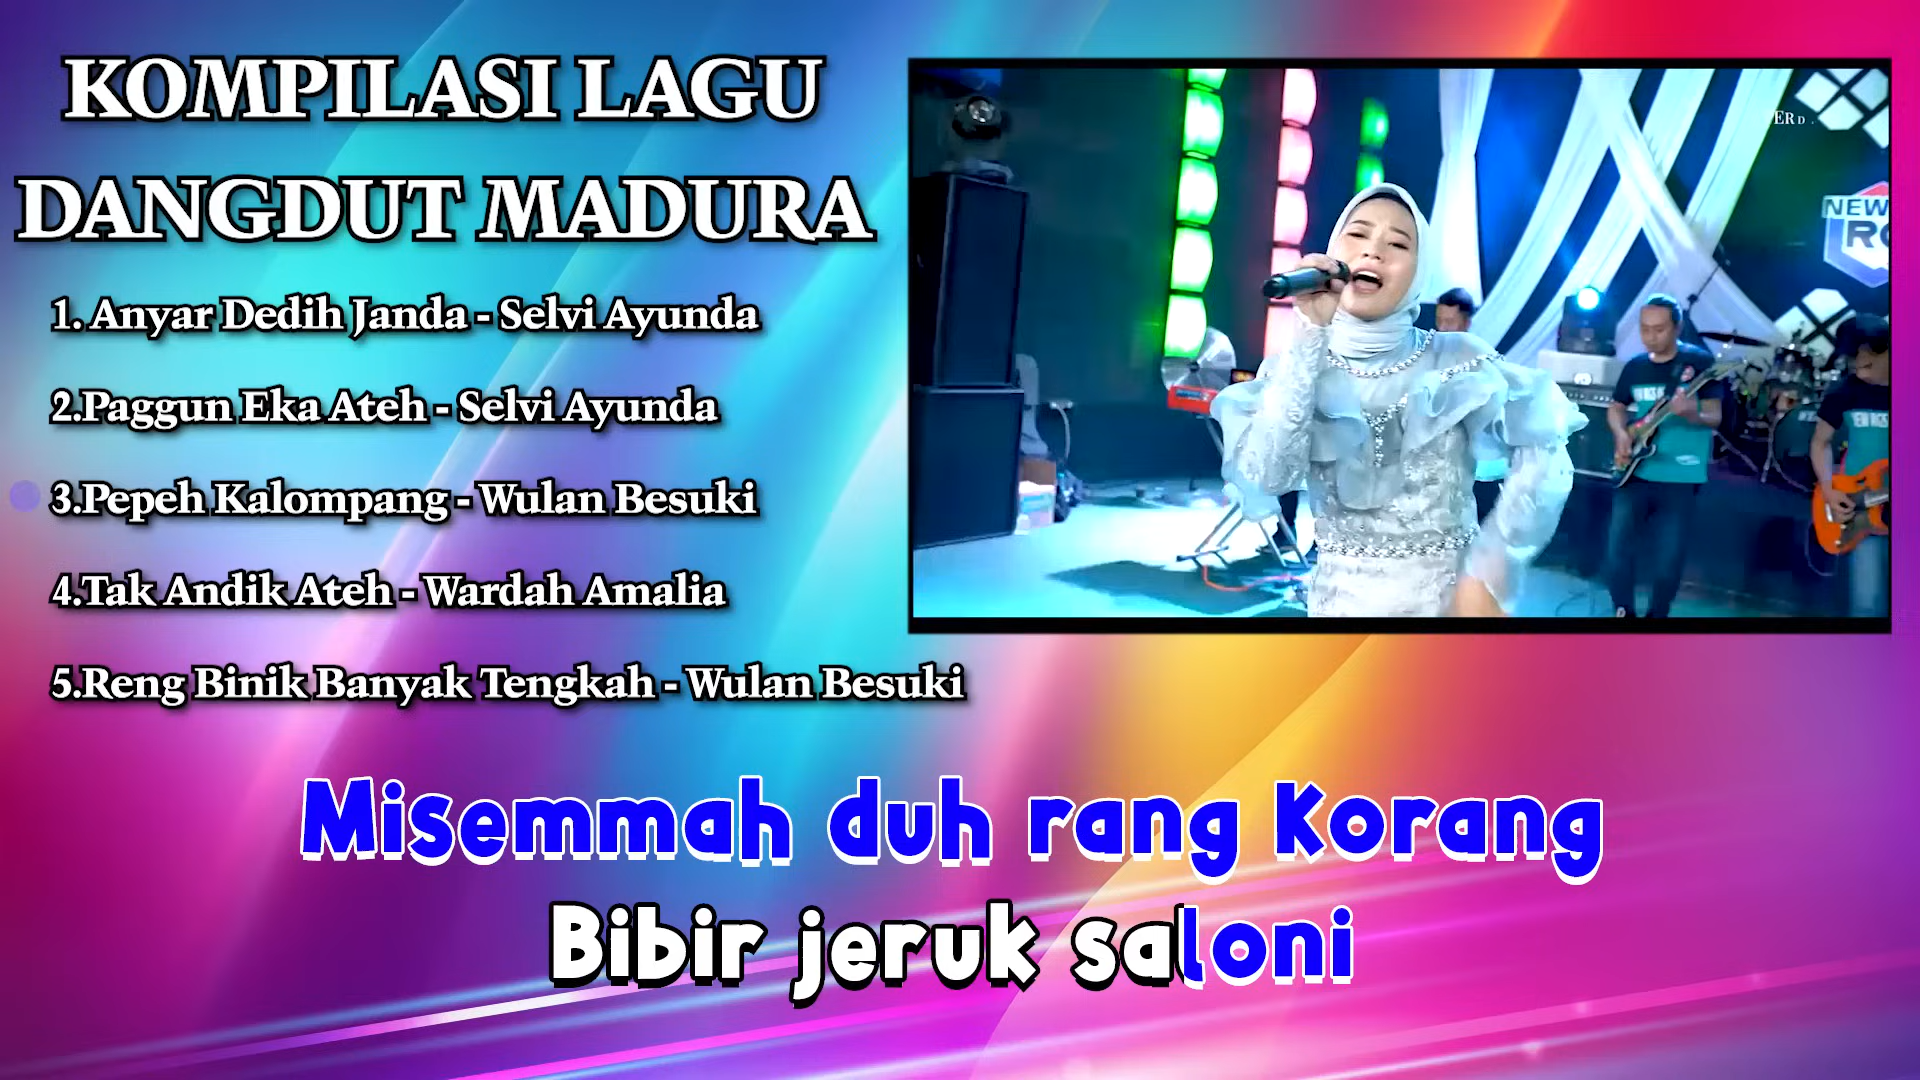 KOMPILASI LAGU
DANGDUT MADURA
1. Anyar Dedih Janda - Selvi Ayunda
2.Paggun Eka Ateh - Selvi Ayunda
3.Pepeh Kalompang - Wulan Besuki
4.Tak Andik Ateh - Wardah Amalia
5.Reng Binik Banyak Tengkah - Wulan Besuki
NEW
Misemmah duh rang Korang
Bibir jeruk saloni